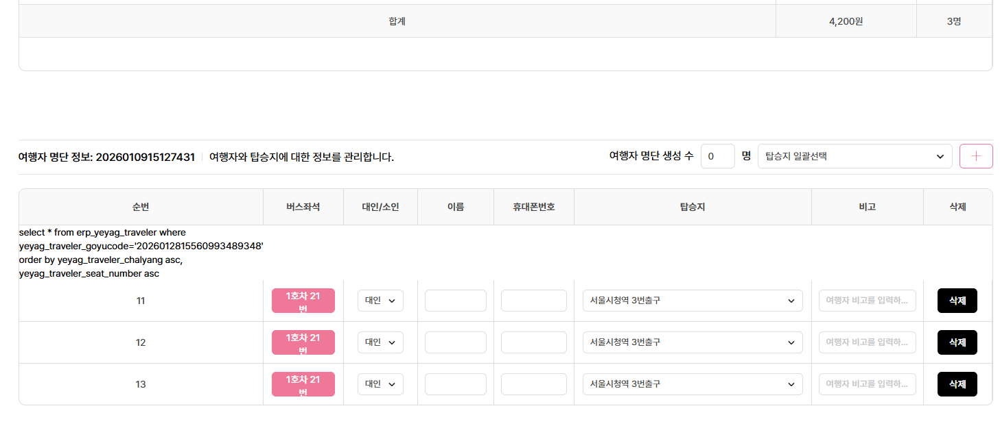 합계 4,200원 3명
여행자 명단 정보: 2026010915127431 여행자와 탑승지에 대한 정보를 관리합니다. 여행자 명단 생성 수 0 명 탑승지 일괄선택 +
순번 버스좌석 대인/소인 이름 휴대폰번호 탑승지 비고 삭제
select * from erp_yeyag_traveler where
yeyag_traveler_goyucode='2026012815560993489348'
order by yeyag_traveler_chalyang asc,
yeyag_traveler_seat_number asc
11 1호차 21 대인 서울시청역 3번출구 여행자 비고를 입력하... 삭제
번
12 1호차 21 대인 서울시청역 3번출구 여행자 비고를 입력하... 삭제
번
13 1호차 21 대인 서울시청역 3번출구 여행자 비고를 입력하... 삭제
번